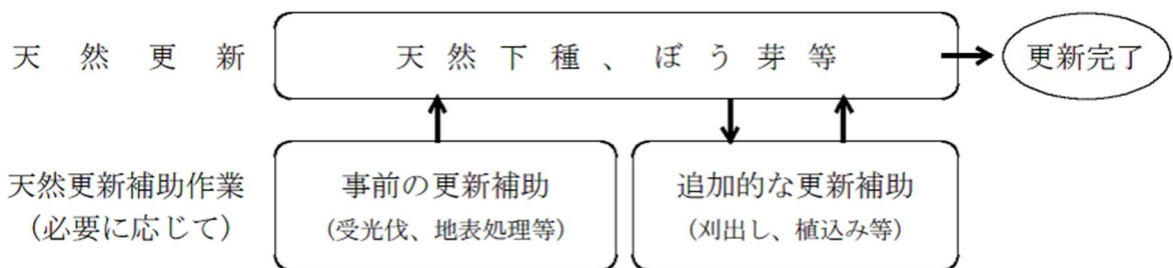 天然更新
天然下種、ぼう芽等
更新完了
天然更新補助作業
(必要に応じて)
事前の更新補助
(受光伐、地表処理等)
追加的な更新補助
(刈出し、植込み等)